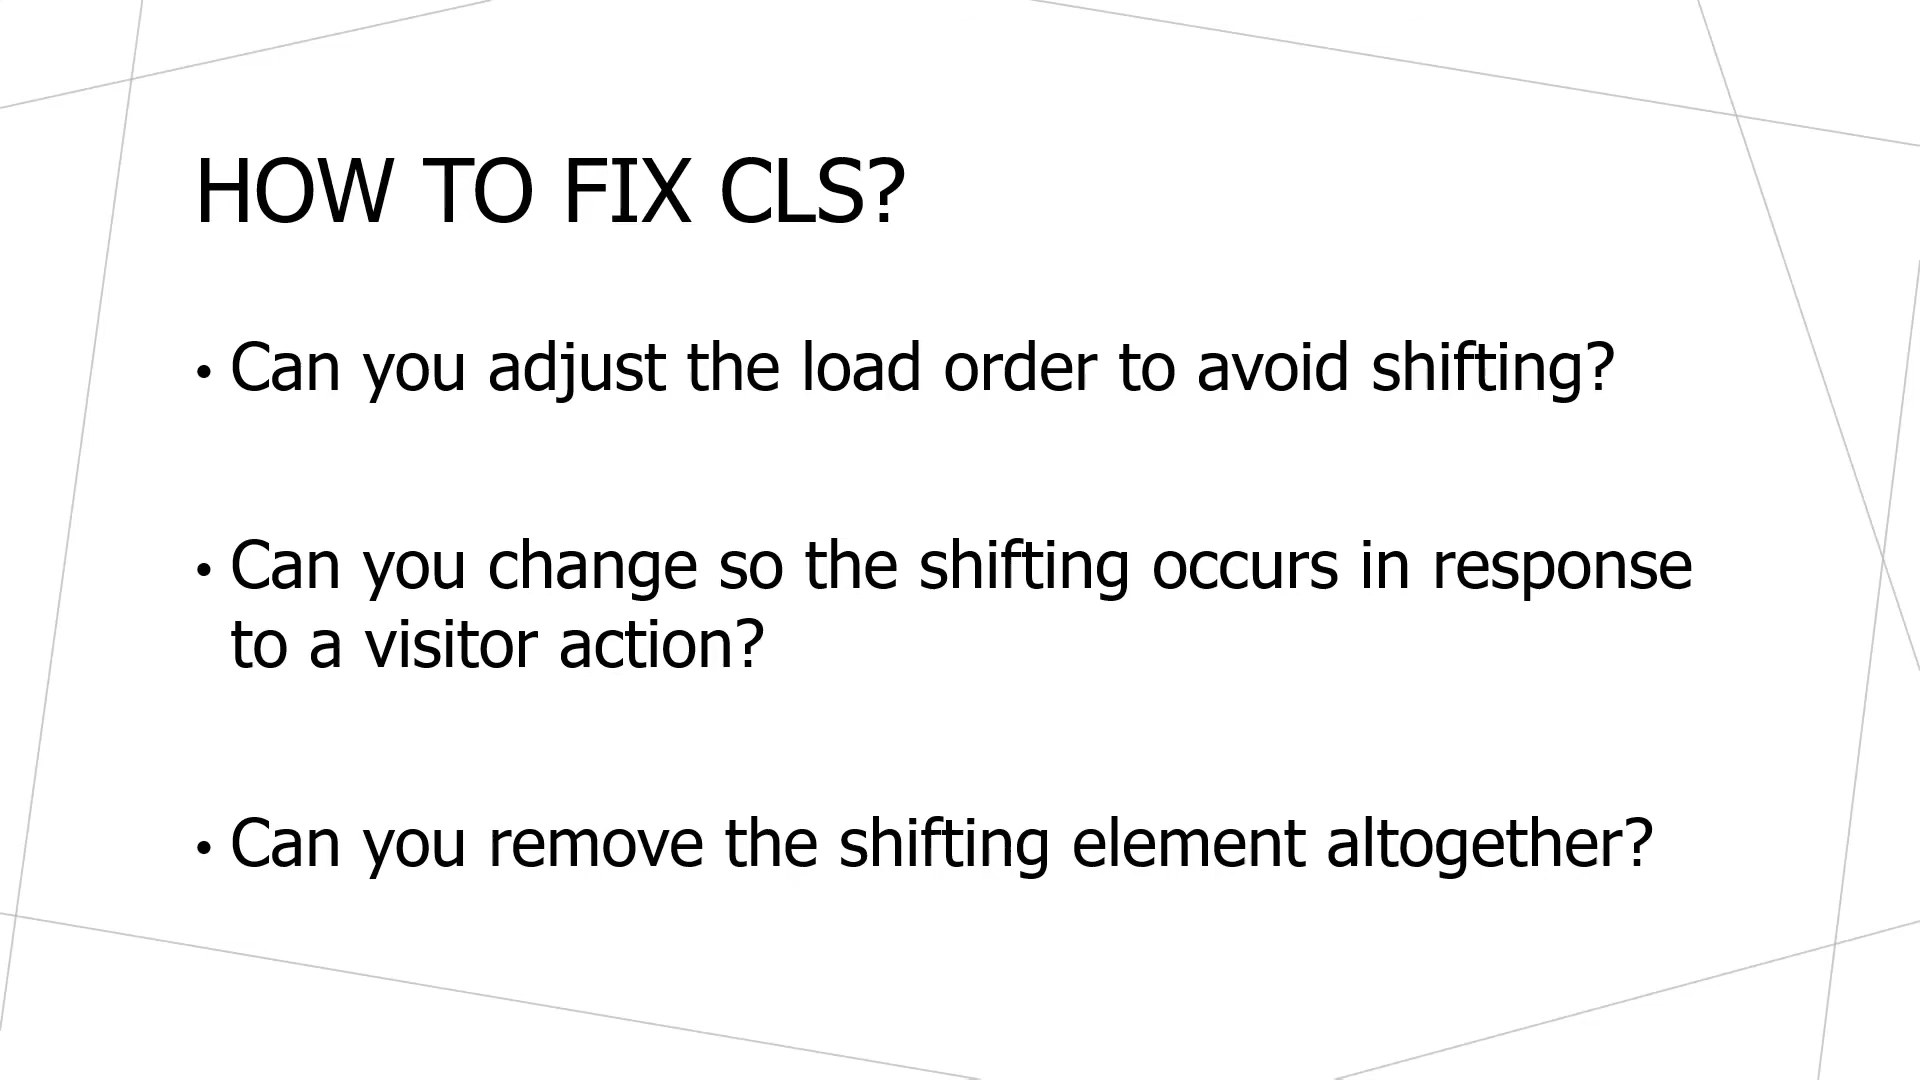 HOW TO FIX CLS?
• Can you adjust the load order to avoid shifting?
• Can you change so the shifting occurs in response
to a visitor action?
• Can you remove the shifting element altogether?